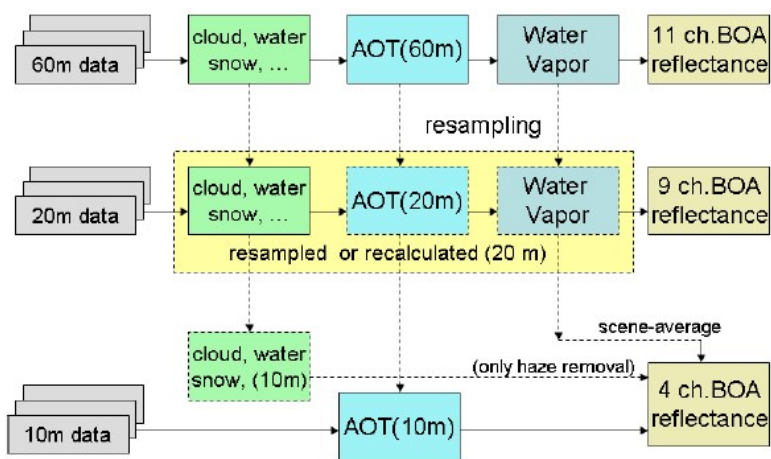 60m data
cloud, water
snow, ...
AOT(60m)
Water
Vapor
11 ch.BOA
reflectance
resampling
20m data
cloud, water
snow, ...
AOT(20m)
Water
Vapor
9 ch.BOA
reflectance
resampled or recalculated (20 m)
scene-average
cloud, water
snow, (10m)
(only haze removal)
4 ch.BOA
reflectance
10m data
AOT(10m)